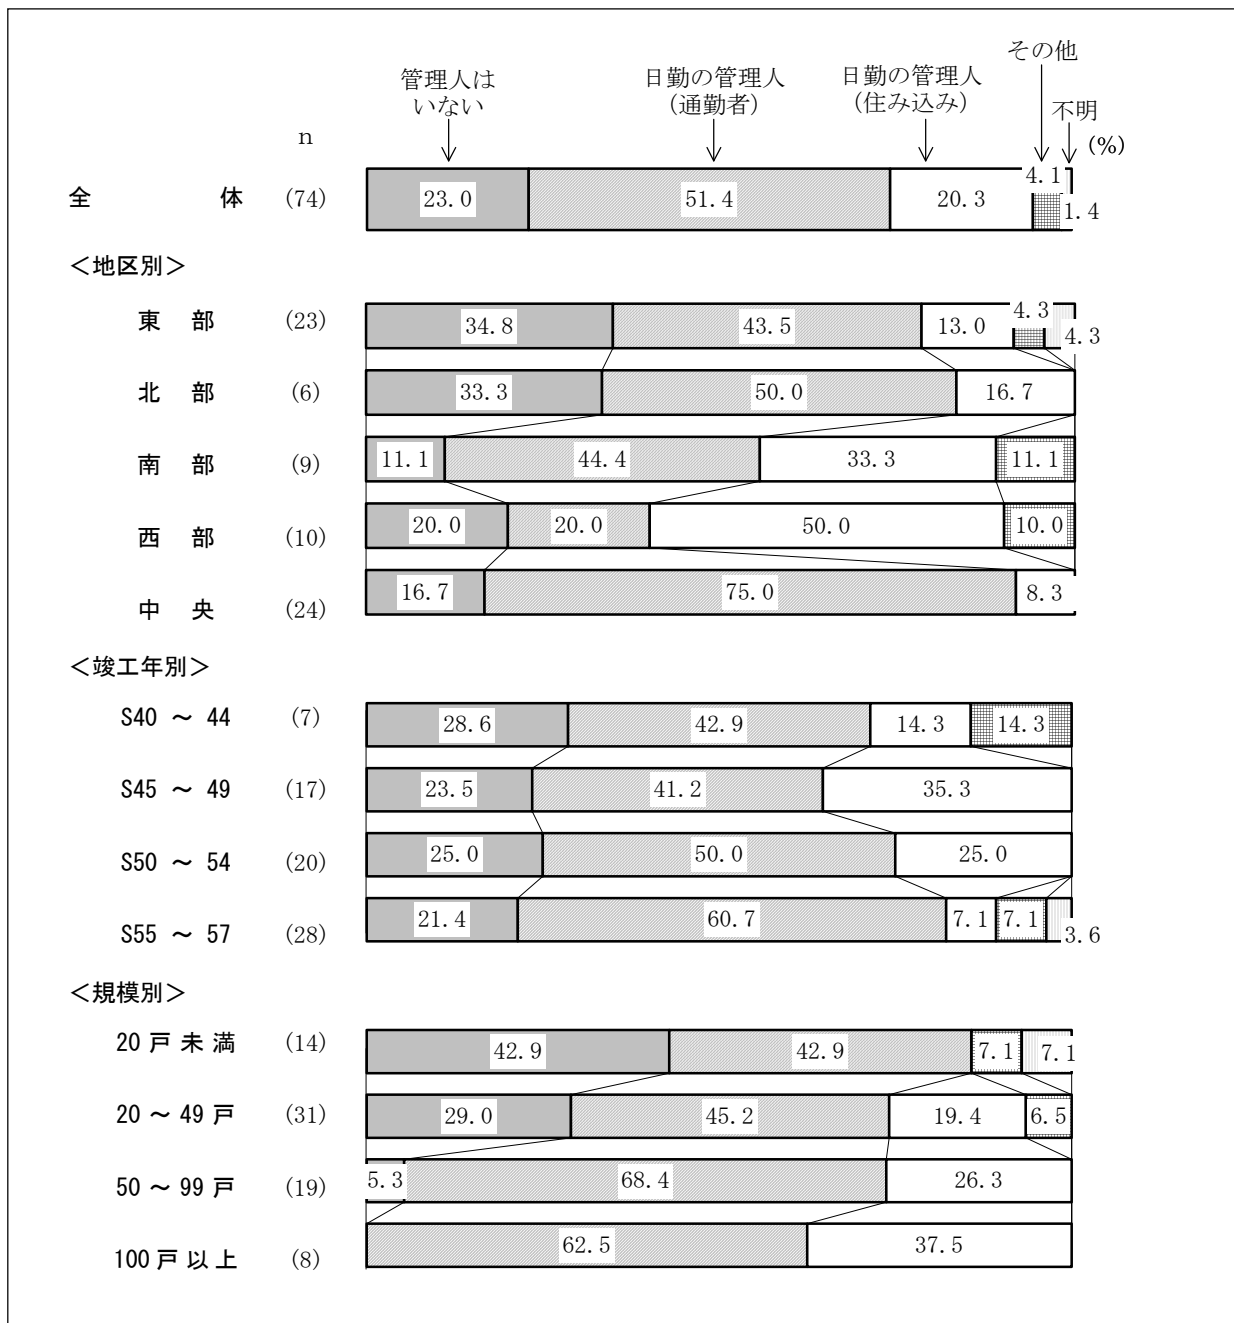 その他
管理人は
いない
日勤の管理人
(通勤者)
日勤の管理人
(住み込み)
不明
n
(%)
全 体 (74) 23.0 51.4 20.3 4.1 1.4
＜地区別＞
東 部 (23) 34.8 43.5 13.0 4.3 4.3
北 部 (6) 33.3 50.0 16.7
南 部 (9) 11.1 44.4 33.3 11.1
西 部 (10) 20.0 20.0 50.0 10.0
中 央 (24) 16.7 75.0 8.3
＜竣工年別＞
S40 ～ 44 (7) 28.6 42.9 14.3 14.3
S45 ～ 49 (17) 23.5 41.2 35.3
S50 ～ 54 (20) 25.0 50.0 25.0
S55 ～ 57 (28) 21.4 60.7 7.1 7.1 3.6
＜規模別＞
20戸未満 (14) 42.9 42.9 7.1 7.1
20～49戸 (31) 29.0 45.2 19.4 6.5
50～99戸 (19) 5.3 68.4 26.3
100戸以上 (8) 62.5 37.5